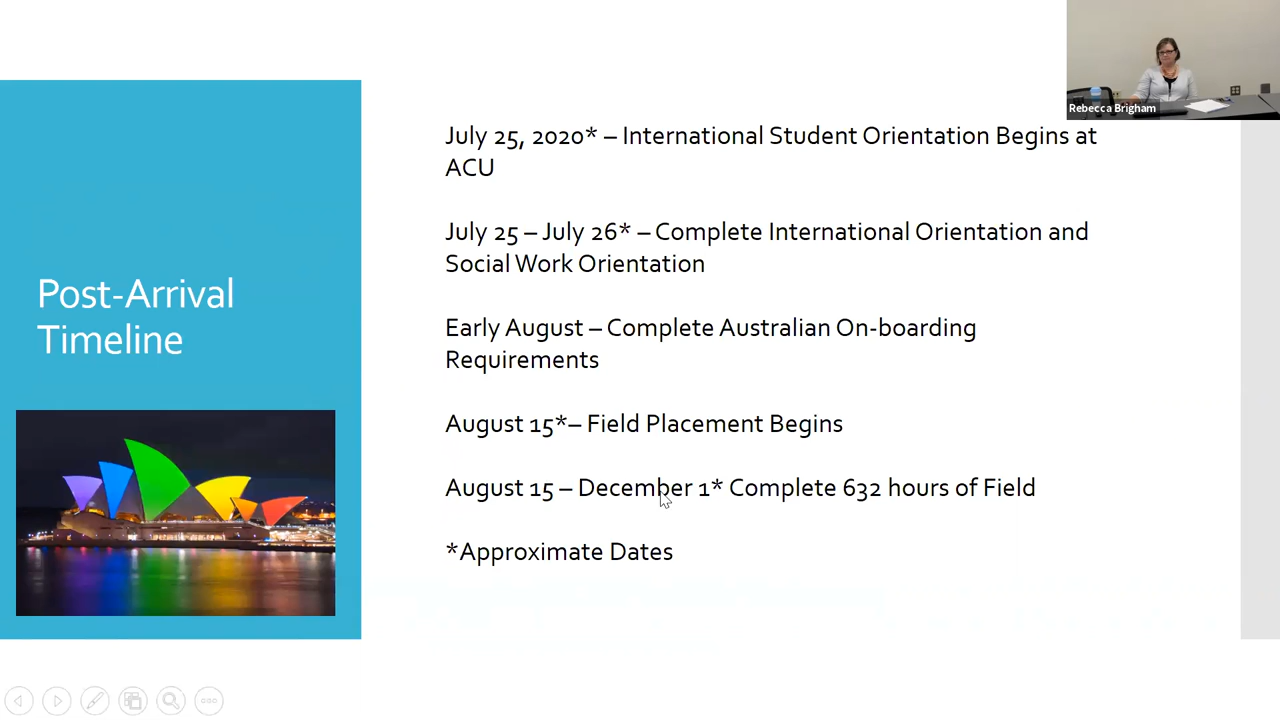 Rebecca Brigham
July 25, 2020* – International Student Orientation Begins at
ACU
July 25 – July 26* – Complete International Orientation and
Social Work Orientation
Post-Arrival
Timeline
Early August – Complete Australian On-boarding
Requirements
August 15*– Field Placement Begins
August 15 – December 1* Complete 632 hours of Field
*Approximate Dates